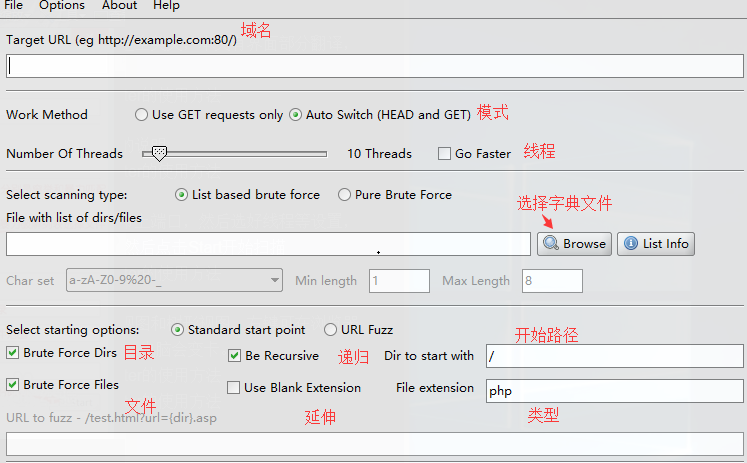 File Options About Help
Target URL (eg http://example.com:80/) 域名
Work Method Use GET requests only Auto Switch (HEAD and GET) 模式
Number Of Threads 10 Threads Go Faster 线程
Select scanning type: List based brute force Pure Brute Force
选择字典文件
File with list of dirs/files
Browse List Info
Char set a-zA-Z0-9%20-_ Min length 1 Max Length 8
Select starting options: Standard start point URL Fuzz
开始路径
Brute Force Dirs 目录 Be Recursive 递归 Dir to start with /
Brute Force Files Use Blank Extension File extension php
文件 延伸 类型
URL to fuzz - /test.html?url={dir}.asp